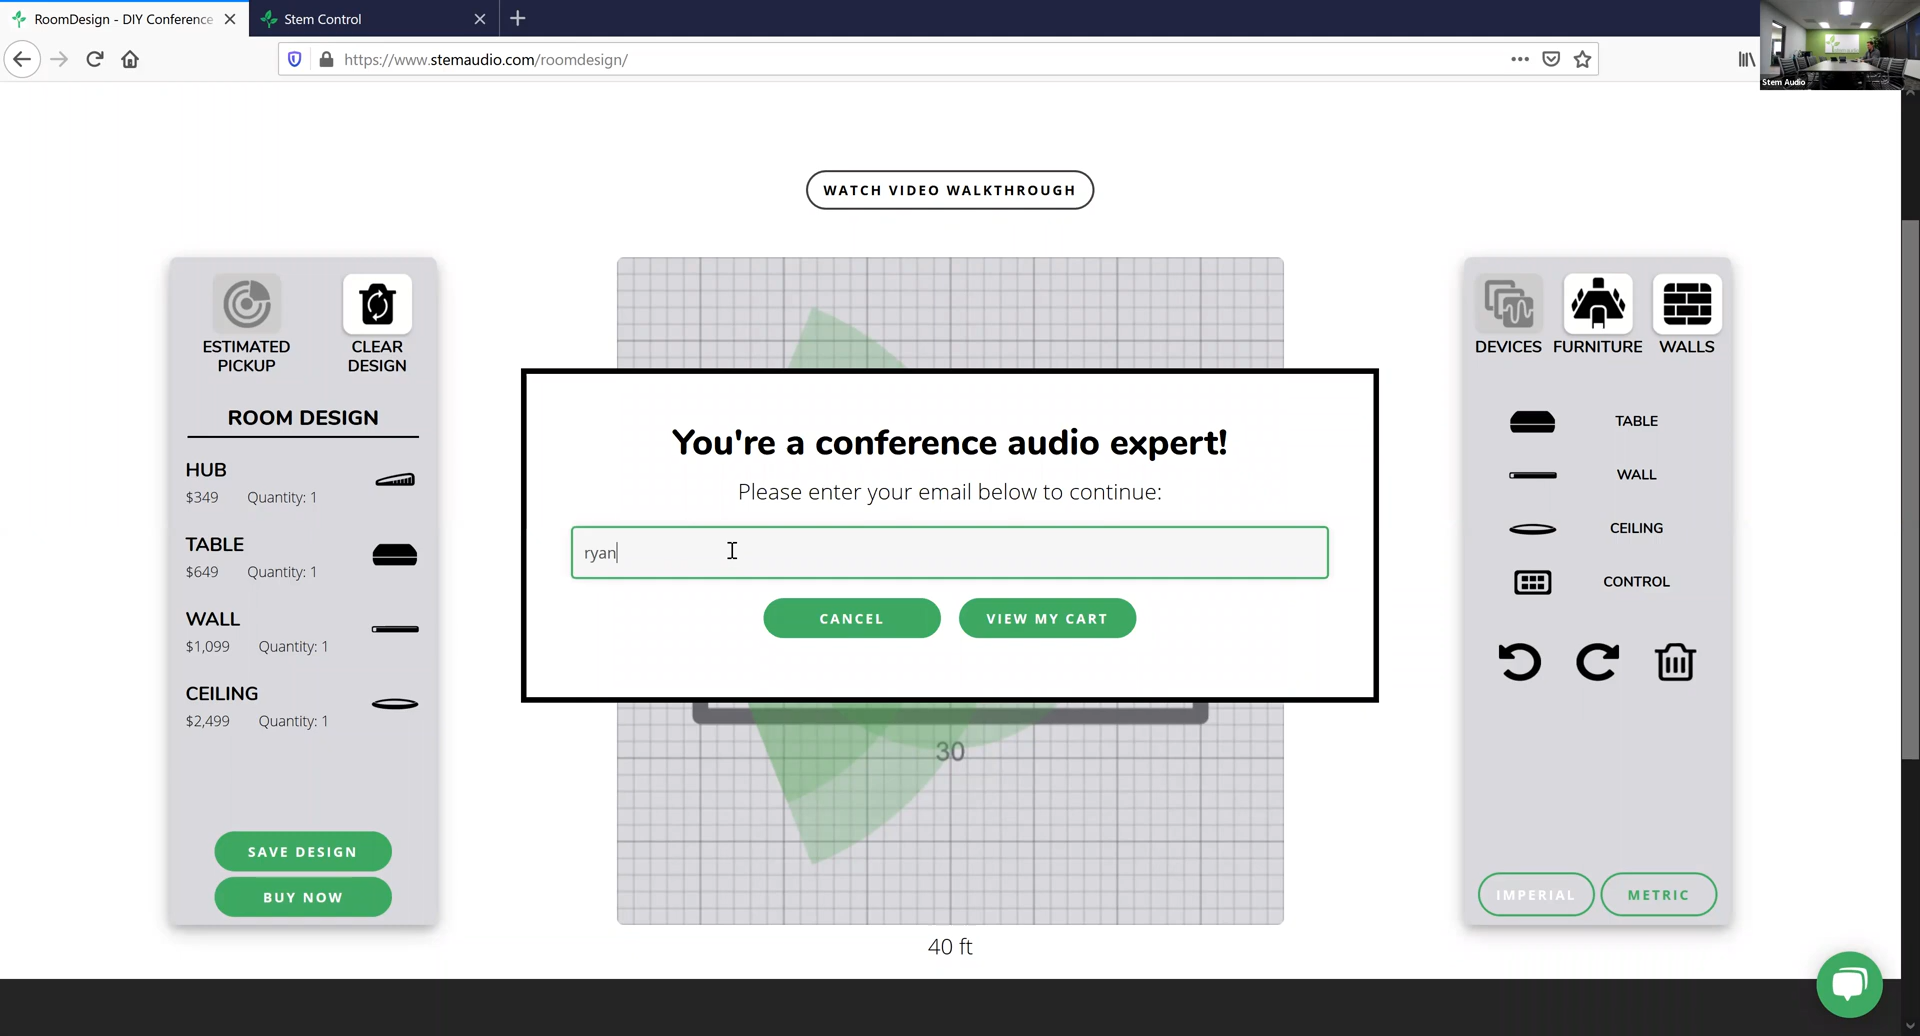 RoomDesign - DIY Conference
Stem Control
https://www.stemaudio.com/roomdesign/
Stem Audio
WATCH VIDEO WALKTHROUGH
ESTIMATED
PICKUP
CLEAR
DESIGN
ROOM DESIGN
HUB
$349 Quantity: 1
TABLE
$649 Quantity: 1
WALL
$1,099 Quantity: 1
CEILING
$2,499 Quantity: 1
SAVE DESIGN
BUY NOW
You're a conference audio expert!
Please enter your email below to continue:
ryan
CANCEL
VIEW MY CART
30
40 ft
DEVICES
FURNITURE
WALLS
TABLE
WALL
CEILING
CONTROL
IMPERIAL
METRIC